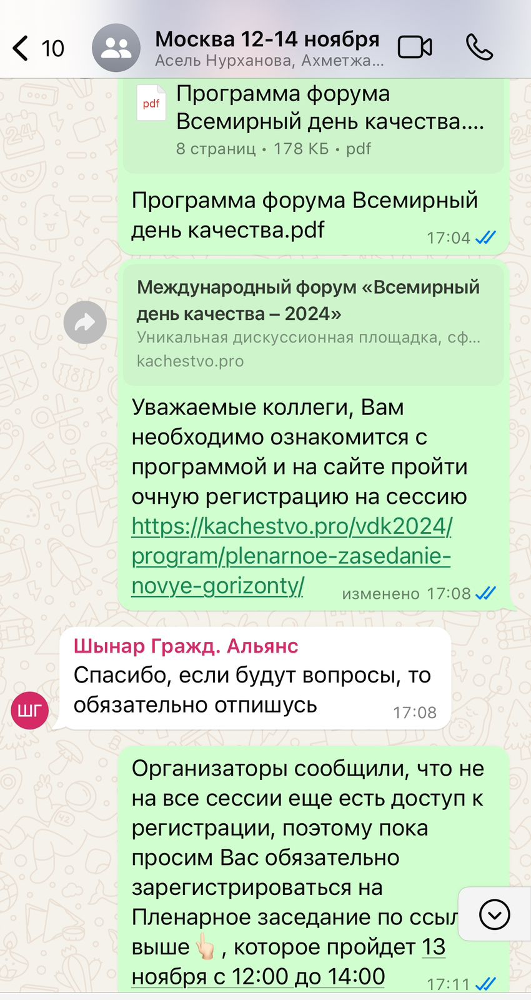 10
Москва 12-14 ноября
Асель Нурханова, Ахметжа...
pdf
Программа форума
Всемирный день качества....
8 страниц • 178 КБ • pdf
Программа форума Всемирный
день качества.pdf
17:04
Международный форум «Всемирный
день качества – 2024»
Уникальная дискуссионная площадка, сф...
kachestvo.pro
Уважаемые коллеги, Вам
необходимо ознакомится с
программой и на сайте пройти
очную регистрацию на сессию
https://kachestvo.pro/vdk2024/
program/plenarnoe-zasedanie-
novye-gorizonty/
изменено 17:08
Шынар Гражд. Альянс
Спасибо, если будут вопросы, то
обязательно отпишусь
ШГ
17:08
Организаторы сообщили, что не
на все сессии еще есть доступ к
регистрации, поэтому пока
просим Вас обязательно
зарегистрироваться на
Пленарное заседание по ссыл
выше👆🏻, которое пройдет 13
ноября с 12:00 до 14:00
17:11